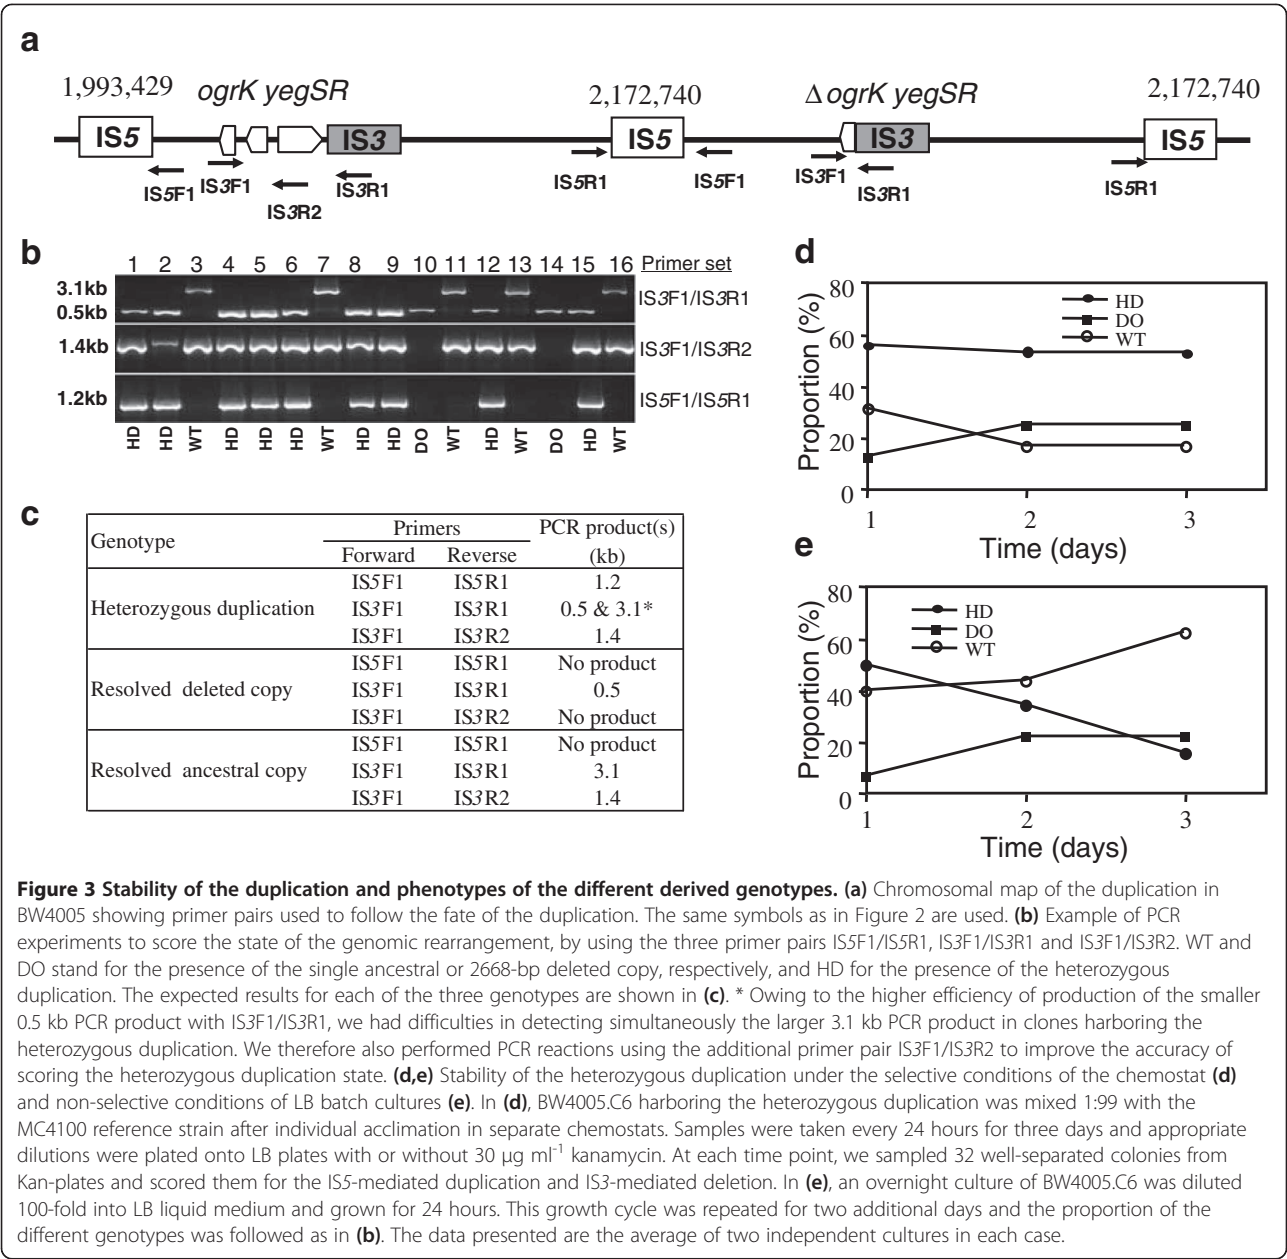 a
1,993,429 ogrK yegSR 2,172,740 Δ ogrK yegSR 2,172,740
IS5 IS3 IS5 IS3 IS5
IS5F1 IS3F1 IS3R2 IS3R1 IS5R1 IS5F1 IS3F1 IS3R1 IS5R1
b
1 2 3 4 5 6 7 8 9 10 11 12 13 14 15 16 Primer set
3.1kb
0.5kb
IS3F1/IS3R1
1.4kb IS3F1/IS3R2
1.2kb IS5F1/IS5R1
HD HD WT HD HD HD WT HD HD DO WT HD WT DO HD WT
c
Genotype Primers PCR product(s)
Forward Reverse (kb)
IS5F1 IS5R1 1.2
Heterozygous duplication IS3F1 IS3R1 0.5 & 3.1*
IS3F1 IS3R2 1.4
IS5F1 IS5R1 No product
Resolved deleted copy IS3F1 IS3R1 0.5
IS3F1 IS3R2 No product
IS5F1 IS5R1 No product
Resolved ancestral copy IS3F1 IS3R1 3.1
IS3F1 IS3R2 1.4
d
Proportion (%)
80
60
40
20
0
HD
DO
WT
1 2 3
Time (days)
e
Proportion (%)
80
60
40
20
0
HD
DO
WT
1 2 3
Time (days)
Figure 3 Stability of the duplication and phenotypes of the different derived genotypes. (a) Chromosomal map of the duplication in
BW4005 showing primer pairs used to follow the fate of the duplication. The same symbols as in Figure 2 are used. (b) Example of PCR
experiments to score the state of the genomic rearrangement, by using the three primer pairs IS5F1/IS5R1, IS3F1/IS3R1 and IS3F1/IS3R2. WT and
DO stand for the presence of the single ancestral or 2668-bp deleted copy, respectively, and HD for the presence of the heterozygous
duplication. The expected results for each of the three genotypes are shown in (c). * Owing to the higher efficiency of production of the smaller
0.5 kb PCR product with IS3F1/IS3R1, we had difficulties in detecting simultaneously the larger 3.1 kb PCR product in clones harboring the
heterozygous duplication. We therefore also performed PCR reactions using the additional primer pair IS3F1/IS3R2 to improve the accuracy of
scoring the heterozygous duplication state. (d,e) Stability of the heterozygous duplication under the selective conditions of the chemostat (d)
and non-selective conditions of LB batch cultures (e). In (d), BW4005.C6 harboring the heterozygous duplication was mixed 1:99 with the
MC4100 reference strain after individual acclimation in separate chemostats. Samples were taken every 24 hours for three days and appropriate
dilutions were plated onto LB plates with or without 30 μg ml⁻¹ kanamycin. At each time point, we sampled 32 well-separated colonies from
Kan-plates and scored them for the IS5-mediated duplication and IS3-mediated deletion. In (e), an overnight culture of BW4005.C6 was diluted
100-fold into LB liquid medium and grown for 24 hours. This growth cycle was repeated for two additional days and the proportion of the
different genotypes was followed as in (b). The data presented are the average of two independent cultures in each case.